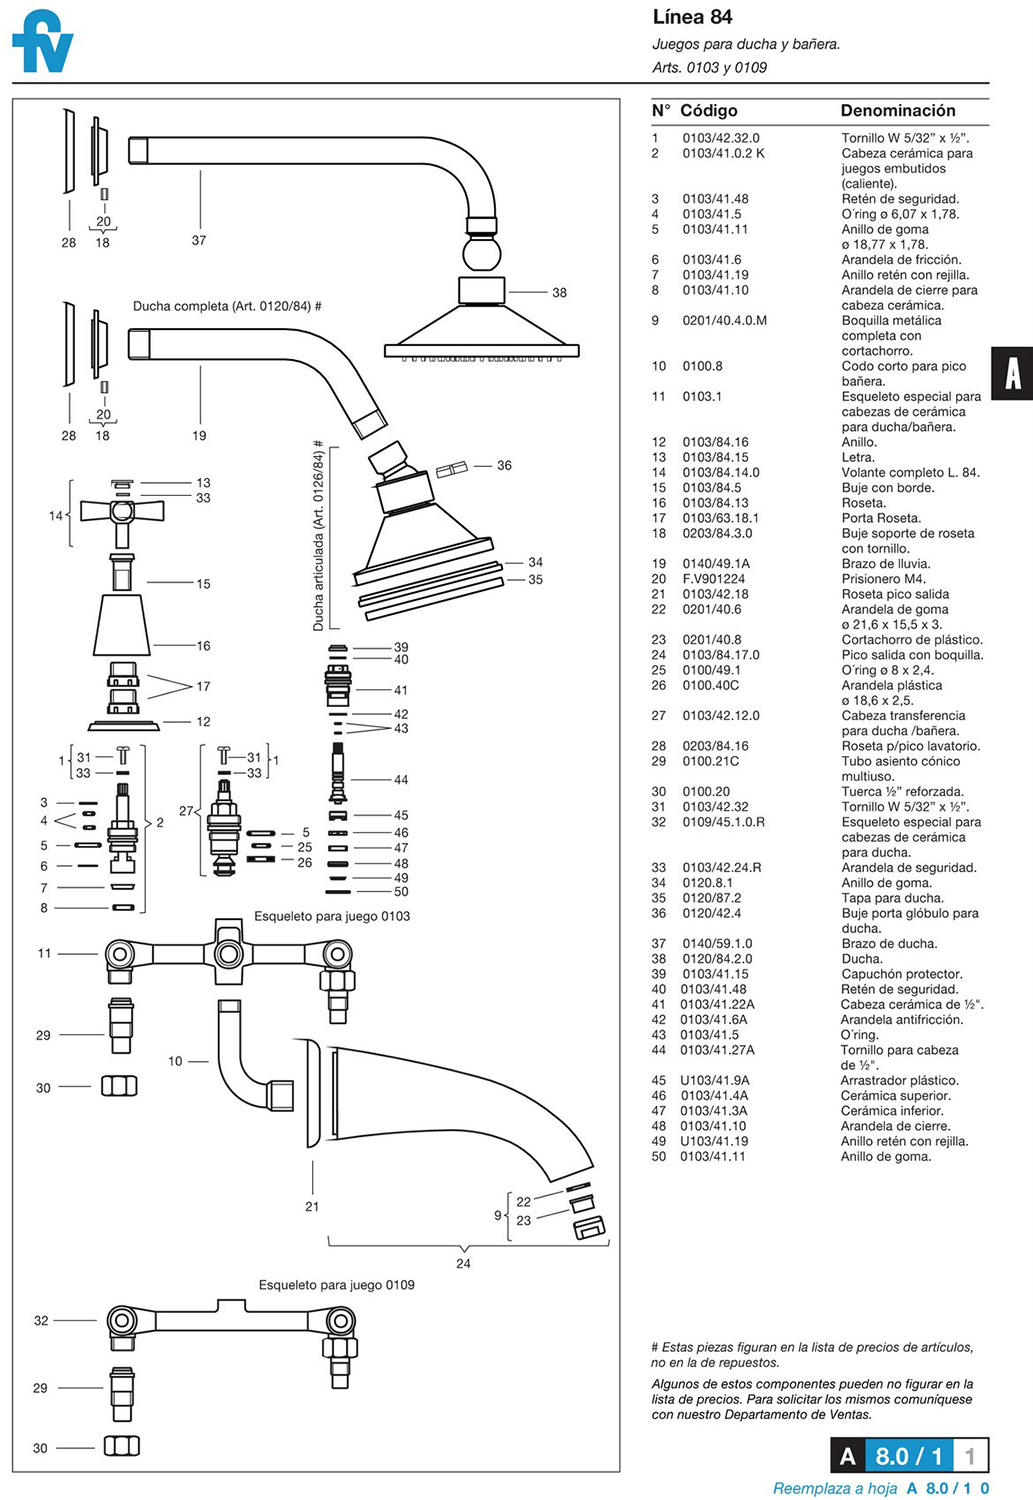 fv
Línea 84
Juegos para ducha y bañera.
Arts. 0103 y 0109
N° Código Denominación
1 0103/42.32.0 Tornillo W 5/32” x ½”.
2 0103/41.0.2 K Cabeza cerámica para
juegos embutidos
(caliente).
3 0103/41.48 Retén de seguridad.
4 0103/41.5 O´ring ø 6,07 x 1,78.
5 0103/41.11 Anillo de goma
ø 18,77 x 1,78.
6 0103/41.6 Arandela de fricción.
7 0103/41.19 Anillo retén con rejilla.
8 0103/41.10 Arandela de cierre para
cabeza cerámica.
9 0201/40.4.0.M Boquilla metálica
completa con
cortachorro.
10 0100.8 Codo corto para pico
bañera.
11 0103.1 Esqueleto especial para
cabezas de cerámica
para ducha/bañera.
12 0103/84.16 Anillo.
13 0103/84.15 Letra.
14 0103/84.14.0 Volante completo L. 84.
15 0103/84.5 Buje con borde.
16 0103/84.13 Roseta.
17 0103/63.18.1 Porta Roseta.
18 0203/84.3.0 Buje soporte de roseta
con tornillo.
19 0140/49.1A Brazo de lluvia.
20 F.V901224 Prisionero M4.
21 0103/42.18 Roseta pico salida
22 0201/40.6 Arandela de goma
ø 21,6 x 15,5 x 3.
23 0201/40.8 Cortachorro de plástico.
24 0103/84.17.0 Pico salida con boquilla.
25 0100/49.1 O´ring ø 8 x 2,4.
26 0100.40C Arandela plástica
ø 18,6 x 2,5.
27 0103/42.12.0 Cabeza transferencia
para ducha /bañera.
28 0203/84.16 Roseta p/pico lavatorio.
29 0100.21C Tubo asiento cónico
multiuso.
30 0100.20 Tuerca ½” reforzada.
31 0103/42.32 Tornillo W 5/32” x ½”.
32 0109/45.1.0.R Esqueleto especial para
cabezas de cerámica
para ducha.
33 0103/42.24.R Arandela de seguridad.
34 0120.8.1 Anillo de goma.
35 0120/87.2 Tapa para ducha.
36 0120/42.4 Buje porta glóbulo para
ducha.
37 0140/59.1.0 Brazo de ducha.
38 0120/84.2.0 Ducha.
39 0103/41.15 Capuchón protector.
40 0103/41.48 Retén de seguridad.
41 0103/41.22A Cabeza cerámica de ½".
42 0103/41.6A Arandela antifricción.
43 0103/41.5 O´ring.
44 0103/41.27A Tornillo para cabeza
de ½".
45 U103/41.9A Arrastrador plástico.
46 0103/41.4A Cerámica superior.
47 0103/41.3A Cerámica inferior.
48 0103/41.10 Arandela de cierre.
49 U103/41.19 Anillo retén con rejilla.
50 0103/41.11 Anillo de goma.
A
20
28 18 37
38
Ducha completa (Art. 0120/84) #
20
28 18 19
Ducha articulada (Art. 0126/84) #
36
34
35
13
33
14
15
16
17
12
39
40
41
42
43
44
45
46
47
48
49
50
1 31
33
3
4
5
6
7
8
2
31 1
33
27
5
25
26
Esqueleto para juego 0103
11
29
30
10
21
22
9 23
24
Esqueleto para juego 0109
32
29
30
# Estas piezas figuran en la lista de precios de artículos,
no en la de repuestos.
Algunos de estos componentes pueden no figurar en la
lista de precios. Para solicitar los mismos comuníquese
con nuestro Departamento de Ventas.
A 8.0 / 1 1
Reemplaza a hoja A 8.0 / 1 0